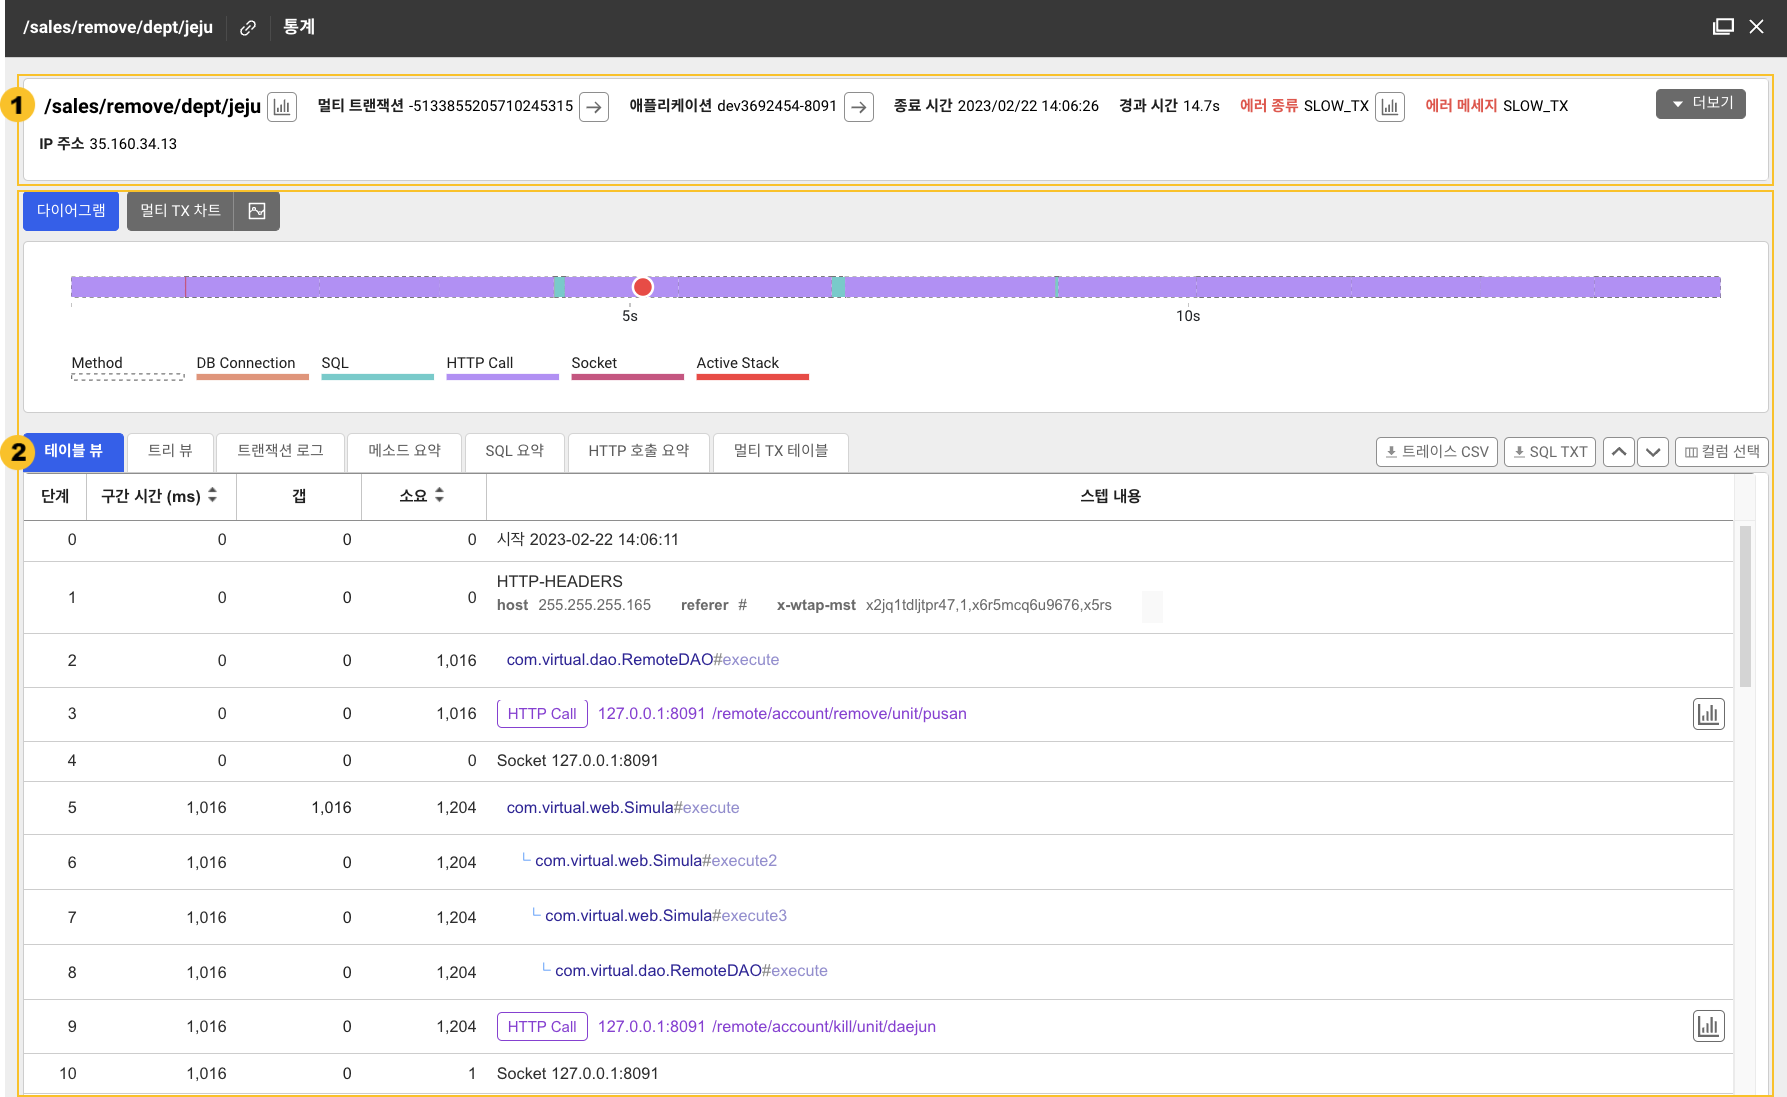 /sales/remove/dept/jeju 통계
1 /sales/remove/dept/jeju 멀티 트랜잭션 -5133855205710245315 애플리케이션 dev3692454-8091 종료 시간 2023/02/22 14:06:26 경과 시간 14.7s 에러 종류 SLOW_TX 에러 메세지 SLOW_TX 더보기
IP 주소 35.160.34.13
다이어그램 멀티 TX 차트
5s 10s
Method DB Connection SQL HTTP Call Socket Active Stack
2 테이블 뷰 트리 뷰 트랜잭션 로그 메소드 요약 SQL 요약 HTTP 호출 요약 멀티 TX 테이블 트레이스 CSV SQL TXT 컬럼 선택
단계 구간 시간 (ms) 갭 소요 스텝 내용
0 0 0 0 시작 2023-02-22 14:06:11
1 0 0 0 HTTP-HEADERS
host 255.255.255.165 referer # x-wtap-mst x2jq1tdljtpr47,1,x6r5mcq6u9676,x5rs
2 0 0 1,016 com.virtual.dao.RemoteDAO#execute
3 0 0 1,016 HTTP Call 127.0.0.1:8091 /remote/account/remove/unit/pusan
4 0 0 0 Socket 127.0.0.1:8091
5 1,016 1,016 1,204 com.virtual.web.Simula#execute
6 1,016 0 1,204 com.virtual.web.Simula#execute2
7 1,016 0 1,204 com.virtual.web.Simula#execute3
8 1,016 0 1,204 com.virtual.dao.RemoteDAO#execute
9 1,016 0 1,204 HTTP Call 127.0.0.1:8091 /remote/account/kill/unit/daejun
10 1,016 0 1 Socket 127.0.0.1:8091